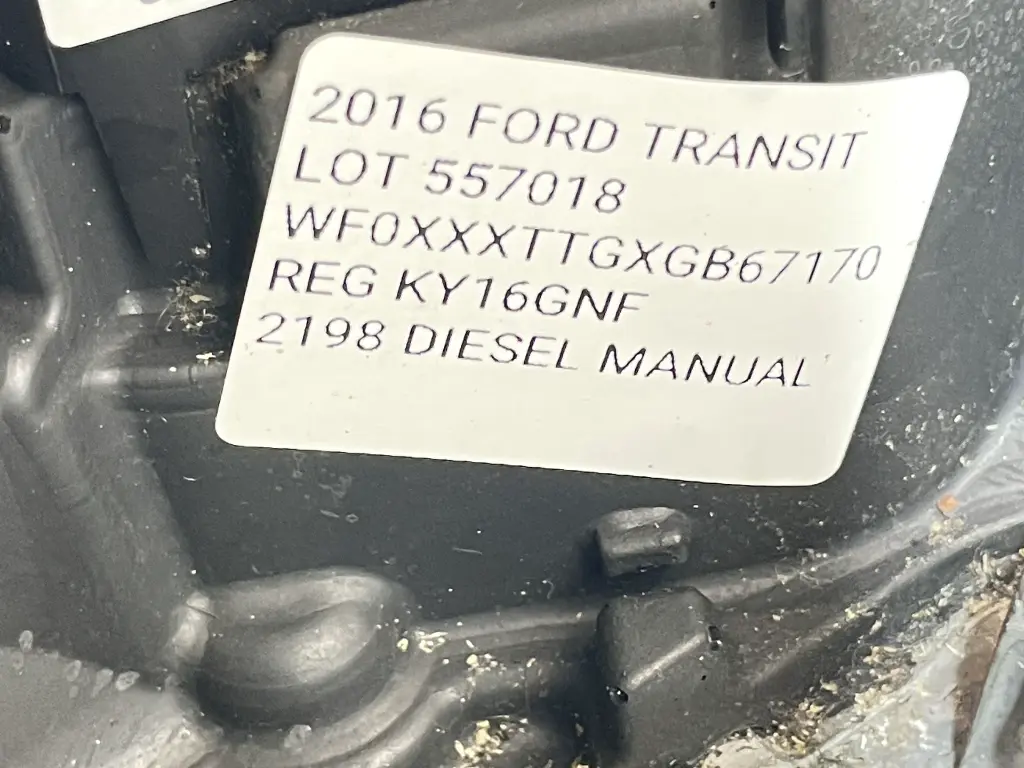 2016 FORD TRANSIT
LOT 557018
WF0XXXTTGXGB67170
REG KY16GNF
2198 DIESEL MANUAL